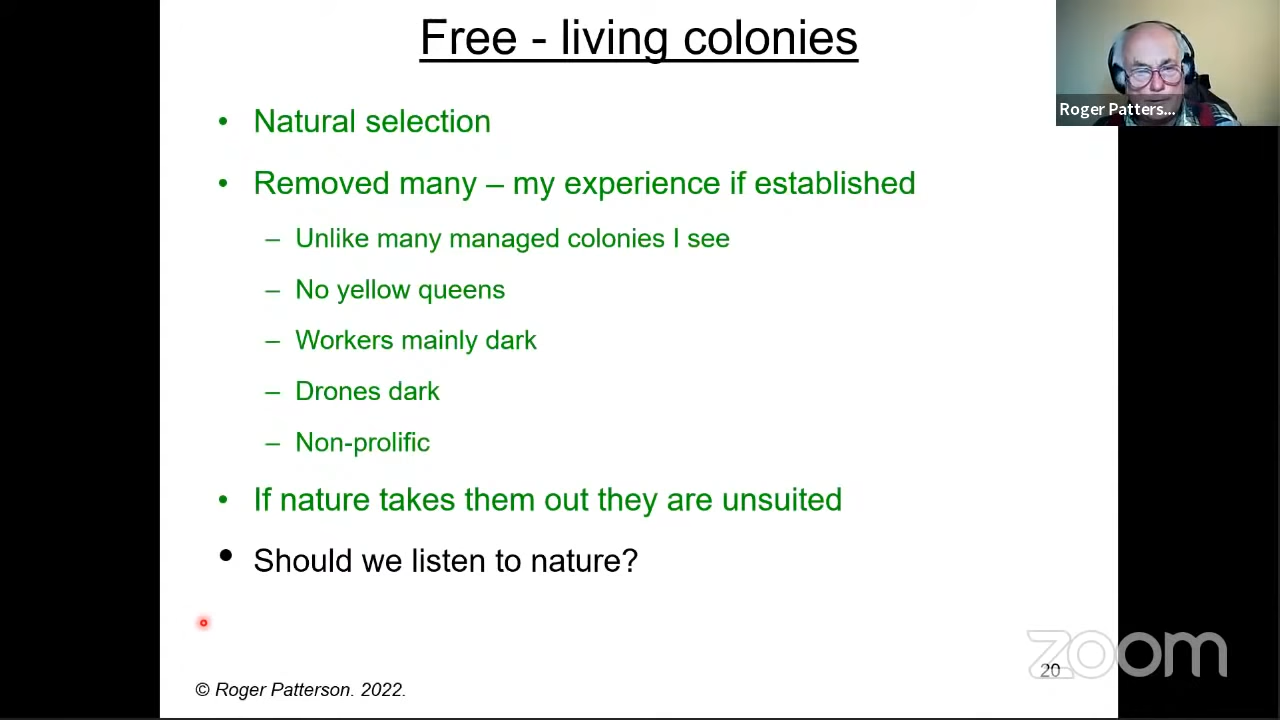 Free - living colonies
Roger Patters...
• Natural selection
• Removed many – my experience if established
– Unlike many managed colonies I see
– No yellow queens
– Workers mainly dark
– Drones dark
– Non-prolific
• If nature takes them out they are unsuited
• Should we listen to nature?
zoom
20
© Roger Patterson. 2022.